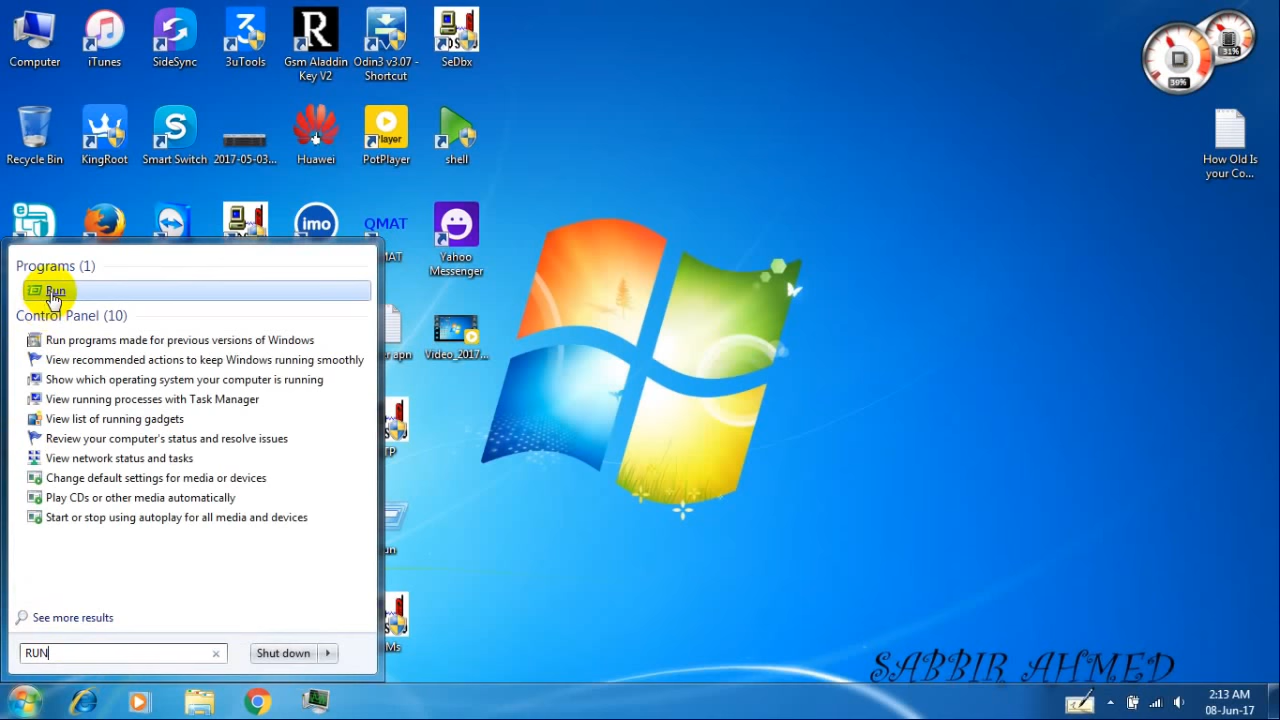 Computer
iTunes
SideSync
3uTools
Gsm Aladdin
Key V2
Odin3 v3.07 -
Shortcut
SeDbx
39%
31%
Recycle Bin
KingRoot
Smart Switch
2017-05-03...
Huawei
Player
PotPlayer
shell
How Old Is
your Co...
imo
QMAT
Yahoo
Messenger
Programs (1)
Run
Control Panel (10)
Run programs made for previous versions of Windows
View recommended actions to keep Windows running smoothly
Show which operating system your computer is running
View running processes with Task Manager
View list of running gadgets
Review your computer's status and resolve issues
View network status and tasks
Change default settings for media or devices
Play CDs or other media automatically
Start or stop using autoplay for all media and devices
Video_2017...
See more results
RUN
Shut down
SABBIR AHMED
2:13 AM
08-Jun-17